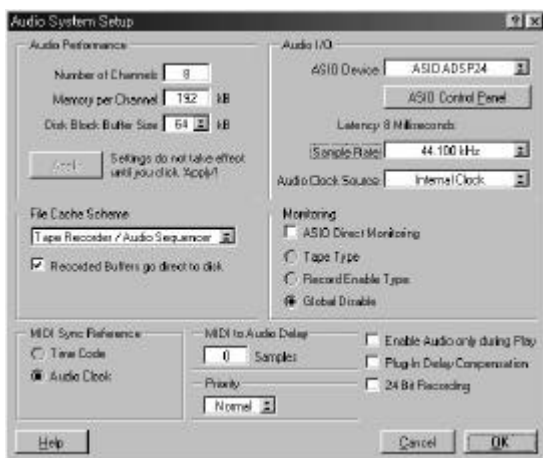 Audio System Setup
Audio Performance
Number of Channels 8
Memory per Channel 192 kB
Disk Block Buffer Size 64 kB
Apply
Settings do not take effect
until you click 'Apply'!
Audio I/O
ASIO Device: ASIO ADSP24
ASIO Control Panel
Latency 8 Milliseconds
Sample Rate: 44.100 kHz
Audio Clock Source: Internal Clock
File Cache Scheme
Tape Recorder / Audio Sequencer
Recorded Buffers go direct to disk
Monitoring
ASIO Direct Monitoring
Tape Type
Record Enable Type
Global Disable
MIDI Sync Reference
Time Code
Audio Clock
MIDI to Audio Delay
0 Samples
Priority
Normal
Enable Audio only during Play
Plug-In Delay Compensation
24 Bit Recording
Help
Cancel
OK